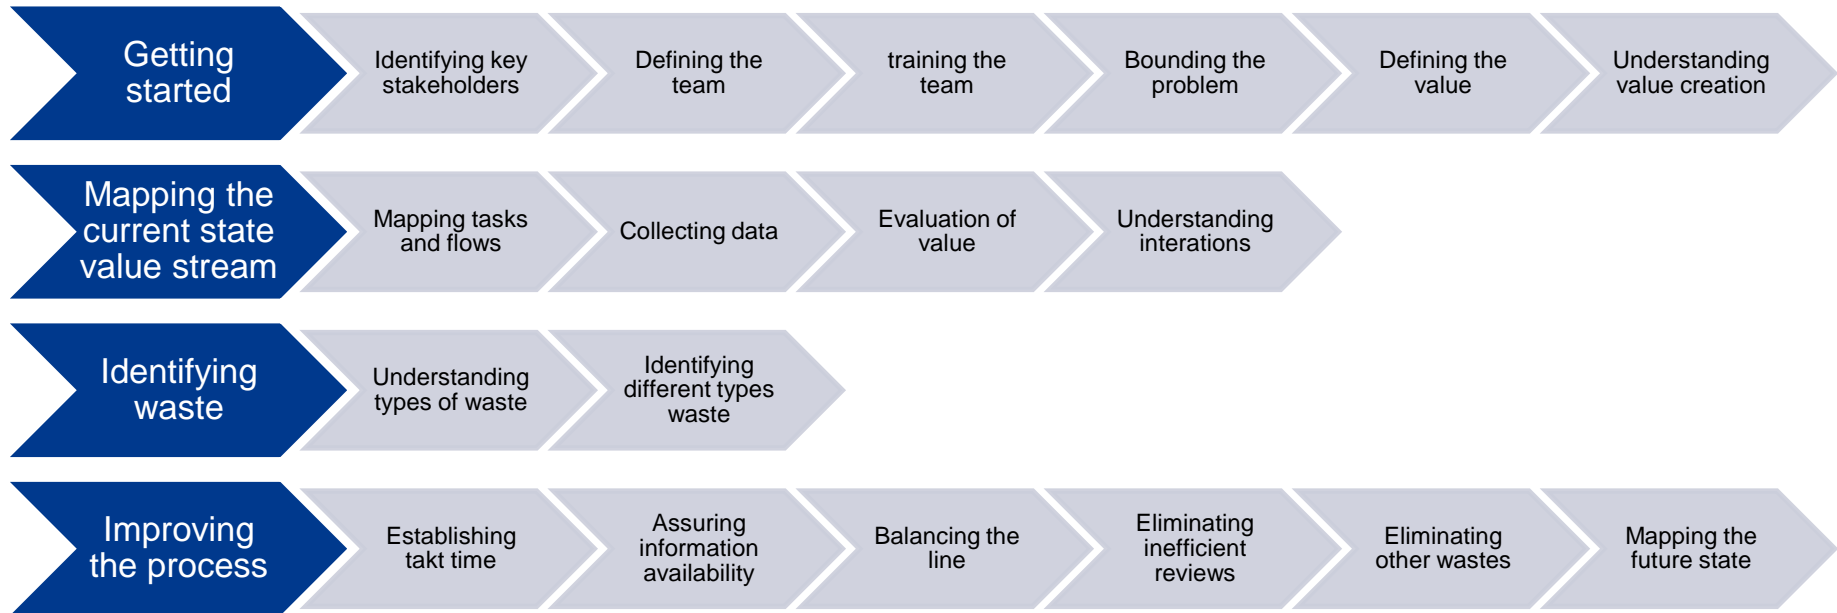 Getting
started
Identifying key
stakeholders
Defining the
team
training the
team
Bounding the
problem
Defining the
value
Understanding
value creation
Mapping the
current state
value stream
Mapping tasks
and flows
Collecting data
Evaluation of
value
Understanding
interations
Identifying
waste
Understanding
types of waste
Identifying
different types
waste
Improving
the process
Establishing
takt time
Assuring
information
availability
Balancing the
line
Eliminating
inefficient
reviews
Eliminating
other wastes
Mapping the
future state